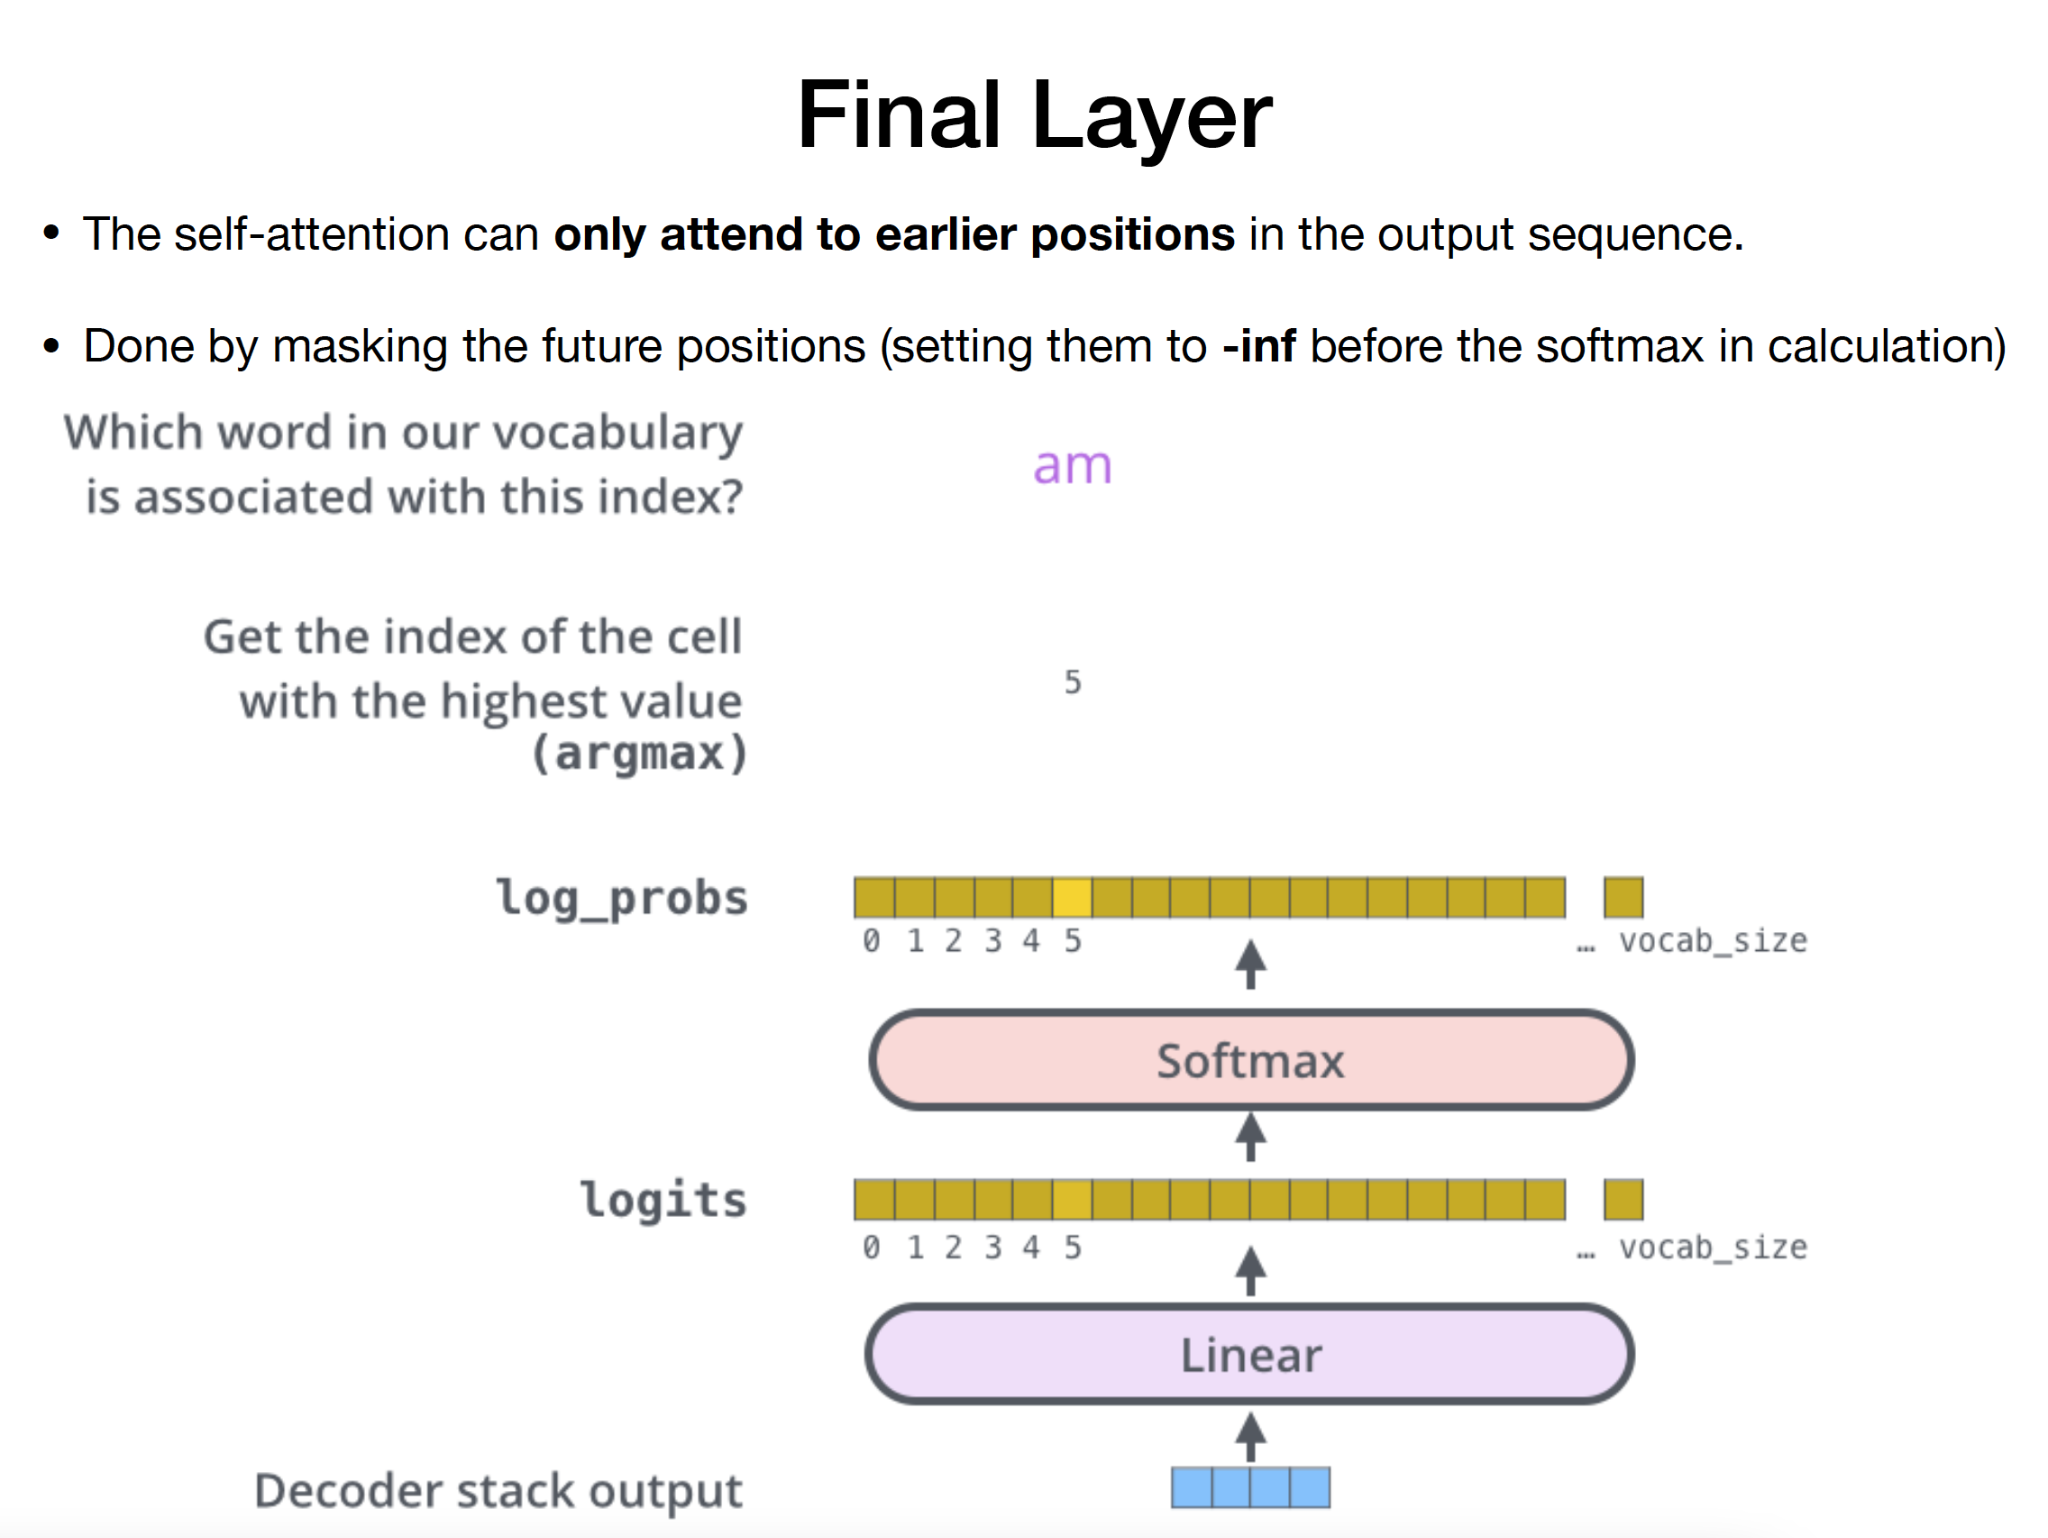 Final Layer
• The self-attention can only attend to earlier positions in the output sequence.
• Done by masking the future positions (setting them to -inf before the softmax in calculation)
Which word in our vocabulary
is associated with this index?
am
Get the index of the cell
with the highest value
(argmax)
5
log_probs
0 1 2 3 4 5 … vocab_size
Softmax
logits
0 1 2 3 4 5 … vocab_size
Linear
Decoder stack output